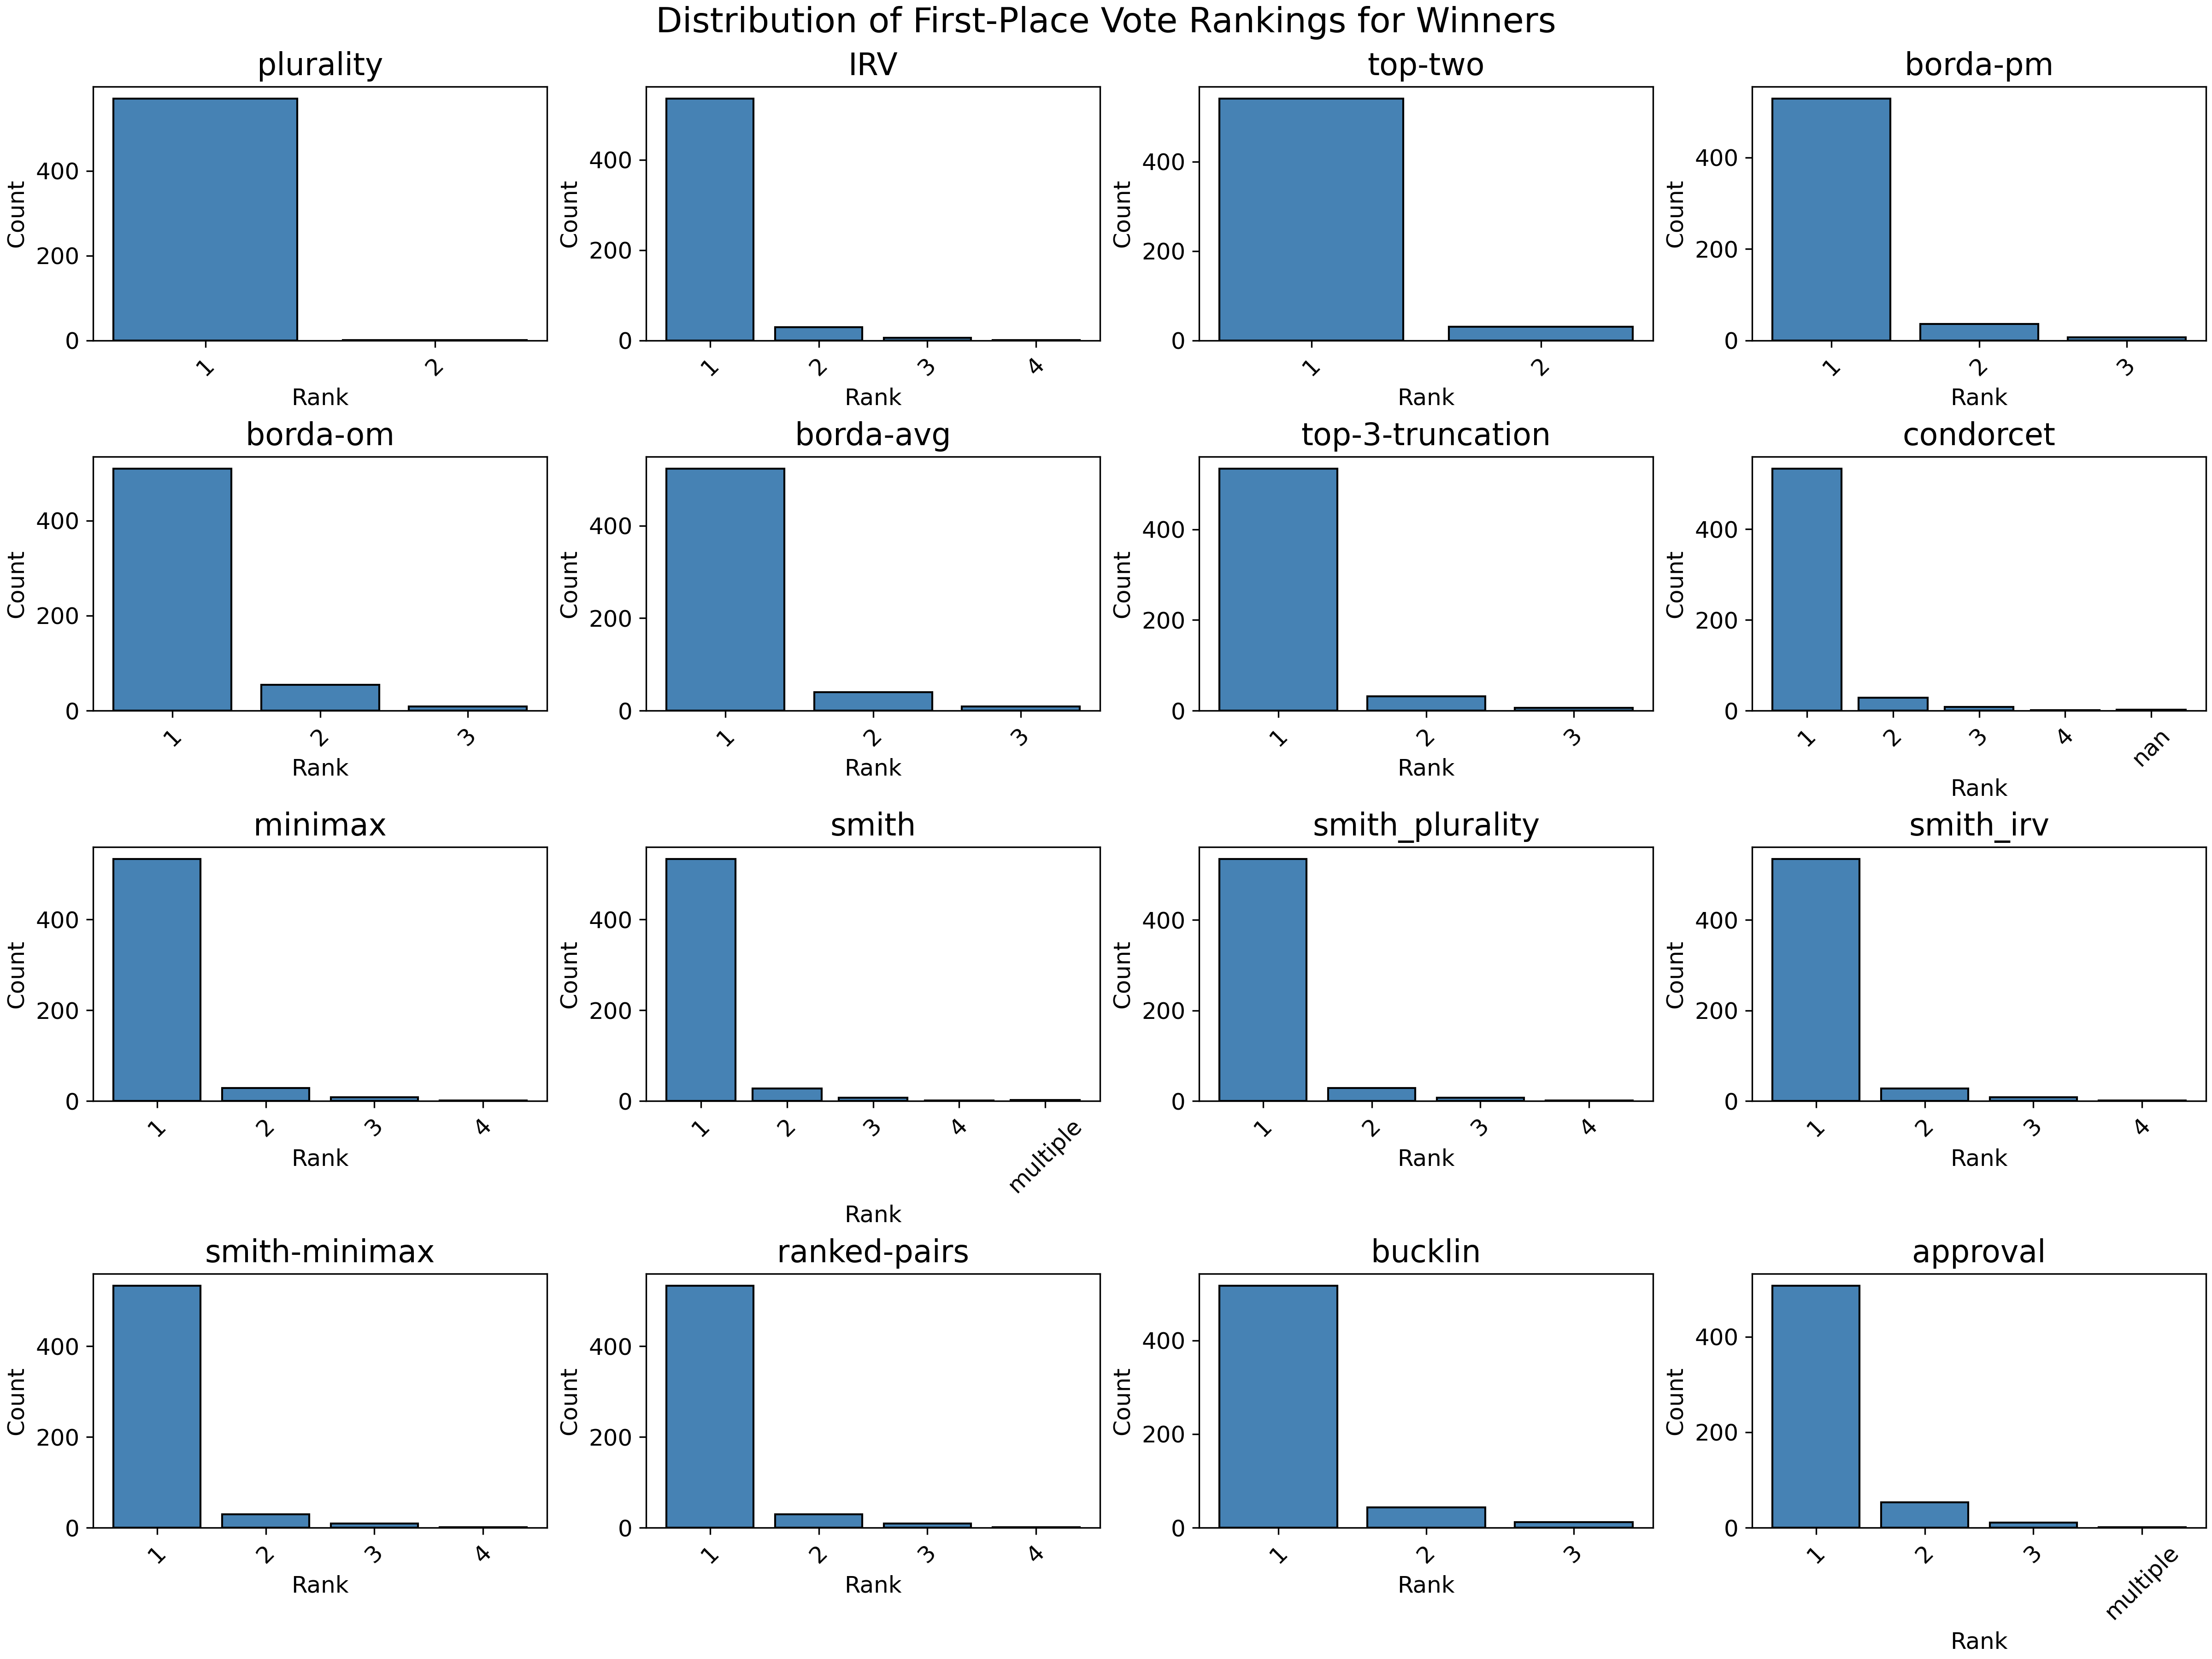 Distribution of First-Place Vote Rankings for Winners
plurality
Count
400
200
0
1
2
Rank
IRV
Count
400
200
0
1
2
3
4
Rank
top-two
Count
400
200
0
1
2
Rank
borda-pm
Count
400
200
0
1
2
3
Rank
borda-om
Count
400
200
0
1
2
3
Rank
borda-avg
Count
400
200
0
1
2
3
Rank
top-3-truncation
Count
400
200
0
1
2
3
Rank
condorcet
Count
400
200
0
1
2
3
4
nan
Rank
minimax
Count
400
200
0
1
2
3
4
Rank
smith
Count
400
200
0
1
2
3
4
multiple
Rank
smith_plurality
Count
400
200
0
1
2
3
4
Rank
smith_irv
Count
400
200
0
1
2
3
4
Rank
smith-minimax
Count
400
200
0
1
2
3
4
Rank
ranked-pairs
Count
400
200
0
1
2
3
4
Rank
bucklin
Count
400
200
0
1
2
3
Rank
approval
Count
400
200
0
1
2
3
multiple
Rank